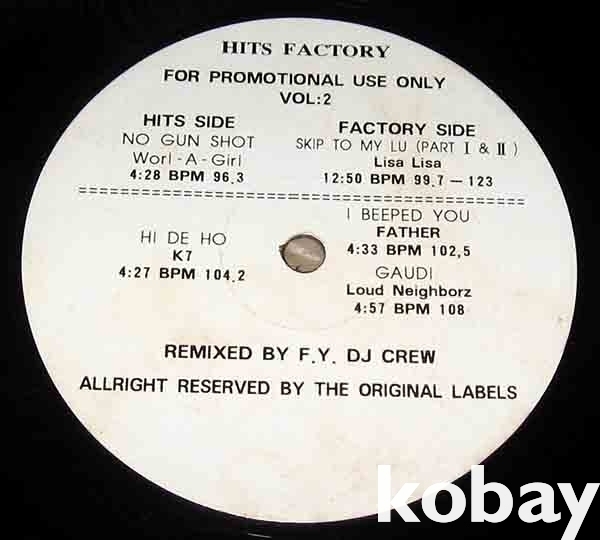 HITS FACTORY
FOR PROMOTIONAL USE ONLY
VOL:2
HITS SIDE
NO GUN SHOT
Worl-A-Girl
4:28 BPM 96.3
FACTORY SIDE
SKIP TO MY LU (PART I & II)
Lisa Lisa
12:50 BPM 99.7—123
==================================================
HI DE HO
K7
4:27 BPM 104.2
I BEEPED YOU
FATHER
4:33 BPM 102,5
GAUDI
Loud Neighborz
4:57 BPM 108
REMIXED BY F.Y. DJ CREW
ALLRIGHT RESERVED BY THE ORIGINAL LABELS
kobay